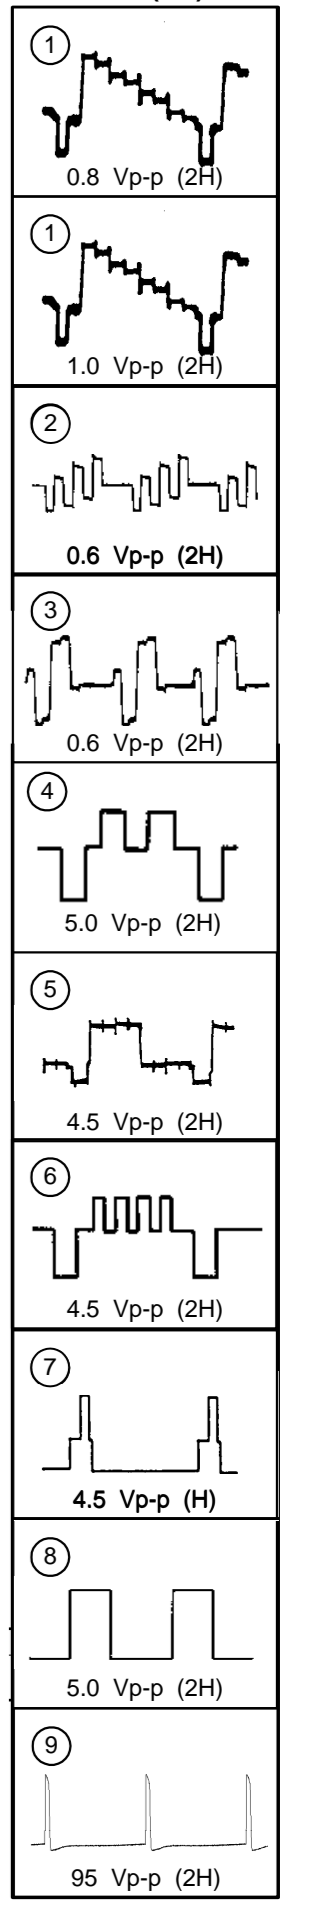 1
0.8 Vp-p (2H)
1
1.0 Vp-p (2H)
2
0.6 Vp-p (2H)
3
0.6 Vp-p (2H)
4
5.0 Vp-p (2H)
5
4.5 Vp-p (2H)
6
4.5 Vp-p (2H)
7
4.5 Vp-p (H)
8
5.0 Vp-p (2H)
9
95 Vp-p (2H)